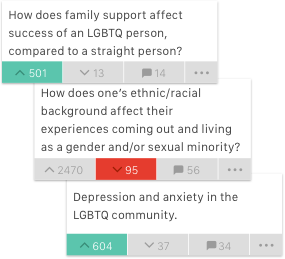 How does family support affect
success of an LGBTQ person,
compared to a straight person?
501 13 14
How does one's ethnic/racial
background affect their
experiences coming out and living
as a gender and/or sexual minority?
2470 95 56
Depression and anxiety in the
LGBTQ community.
604 37 34